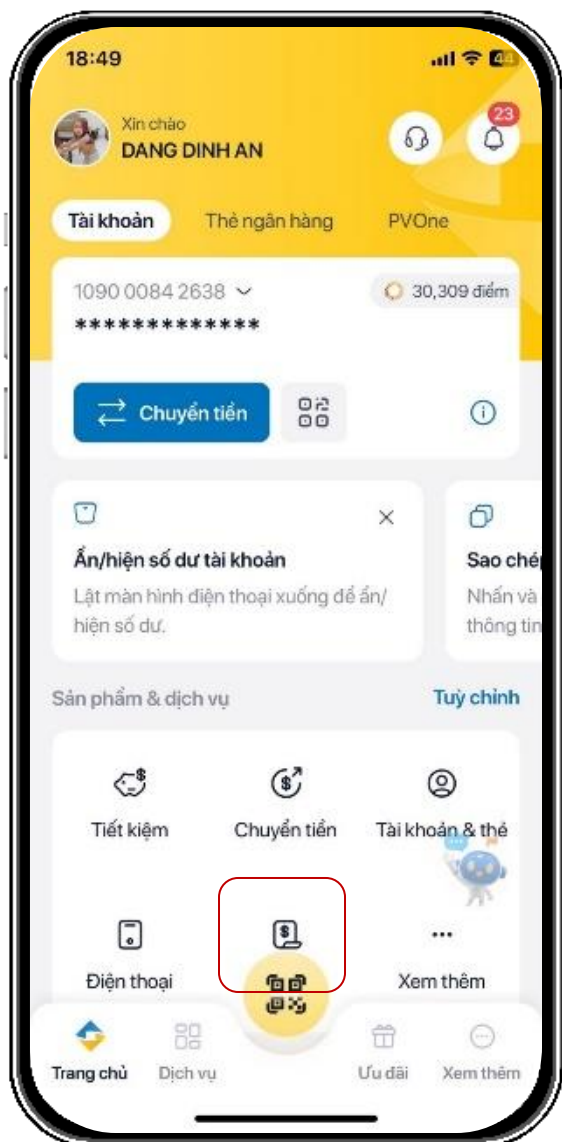 18:49
44
Xin chào
DANG DINH AN
23
Tài khoản Thẻ ngân hàng PVOne
1090 0084 2638
30,309 điểm
*************
Chuyển tiền
Ẩn/hiện số dư tài khoản
Lật màn hình điện thoại xuống để ẩn/
hiện số dư.
Sao ché
Nhấn và
thông tin
Sản phẩm & dịch vụ Tuỳ chỉnh
Tiết kiệm Chuyển tiền Tài khoản & thẻ
Điện thoại Xem thêm
Trang chủ Dịch vụ Ưu đãi Xem thêm